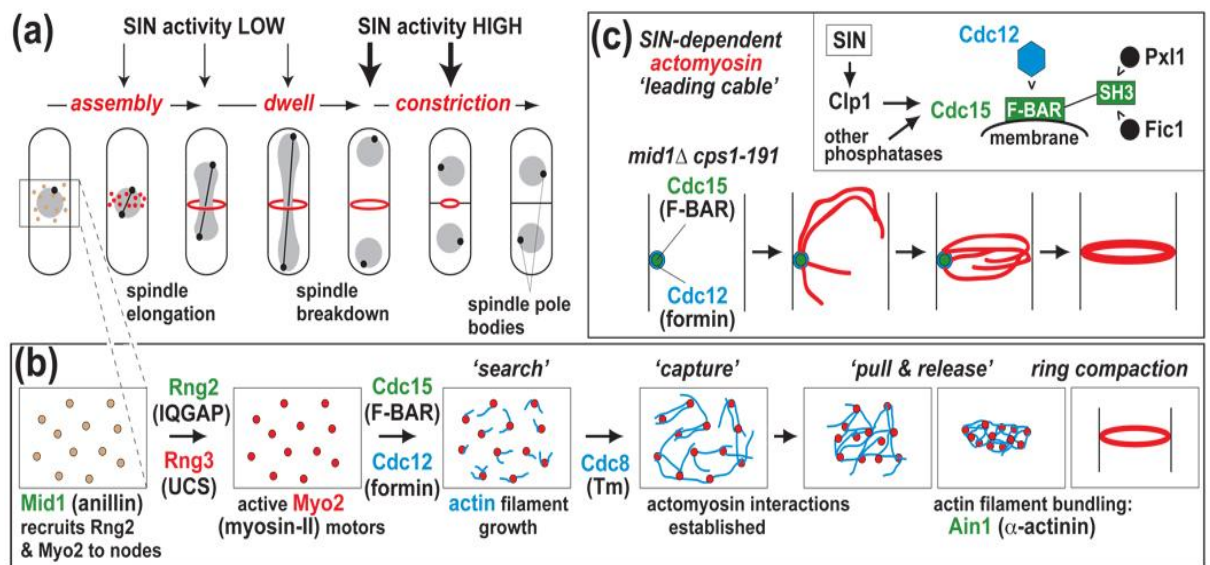 (a)
SIN activity LOW
SIN activity HIGH
assembly
dwell
constriction
spindle
elongation
spindle
breakdown
spindle pole
bodies
(c)
SIN-dependent
actomyosin
‘leading cable’
SIN
Clp1
other
phosphatases
Cdc12
Cdc15
F-BAR
membrane
SH3
Pxl1
Fic1
mid1Δ cps1-191
Cdc15
(F-BAR)
Cdc12
(formin)
(b)
Mid1 (anillin)
recruits Rng2
& Myo2 to nodes
Rng2
(IQGAP)
Rng3
(UCS)
active Myo2
(myosin-II) motors
Cdc15
(F-BAR)
Cdc12
(formin)
‘search’
actin filament
growth
Cdc8
(Tm)
‘capture’
actomyosin interactions
established
‘pull & release’
ring compaction
actin filament bundling:
Ain1 (α-actinin)